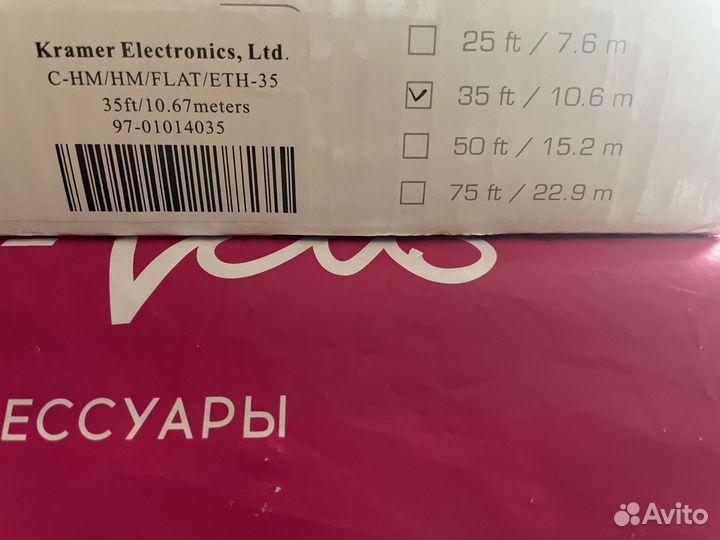 Kramer Electronics, Ltd.
C-HM/HM/FLAT/ETH-35
35ft/10.67meters
97-01014035
25 ft / 7.6 m
35 ft / 10.6 m
50 ft / 15.2 m
75 ft / 22.9 m
ЕССУАРЫ
Avito